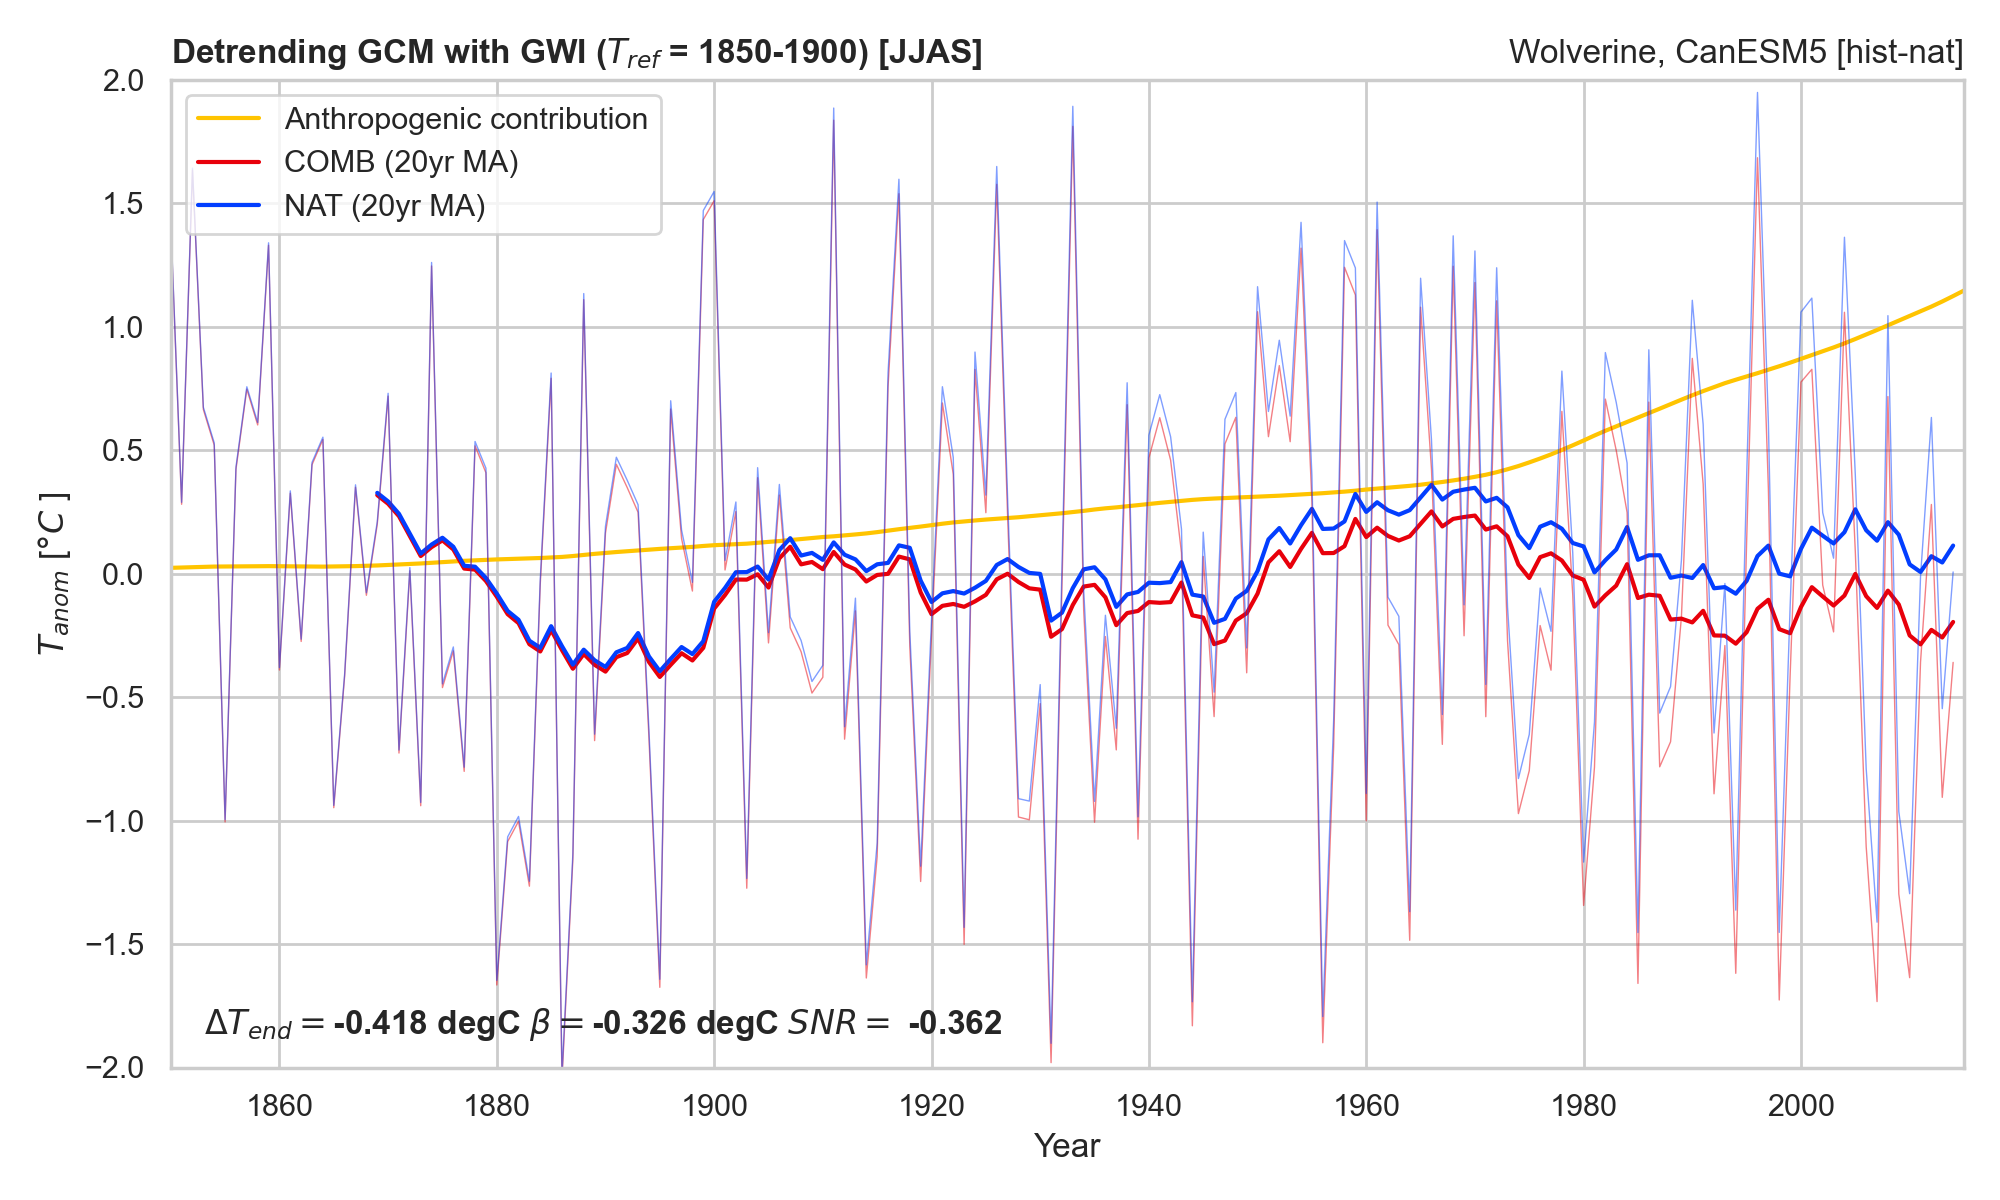 Detrending GCM with GWI (T_ref = 1850-1900) [JJAS]
Wolverine, CanESM5 [hist-nat]
Anthropogenic contribution
COMB (20yr MA)
NAT (20yr MA)
T_anom [°C]
2.0
1.5
1.0
0.5
0.0
−0.5
−1.0
−1.5
−2.0
ΔT_end = -0.418 degC β = -0.326 degC SNR = -0.362
1860 1880 1900 1920 1940 1960 1980 2000
Year